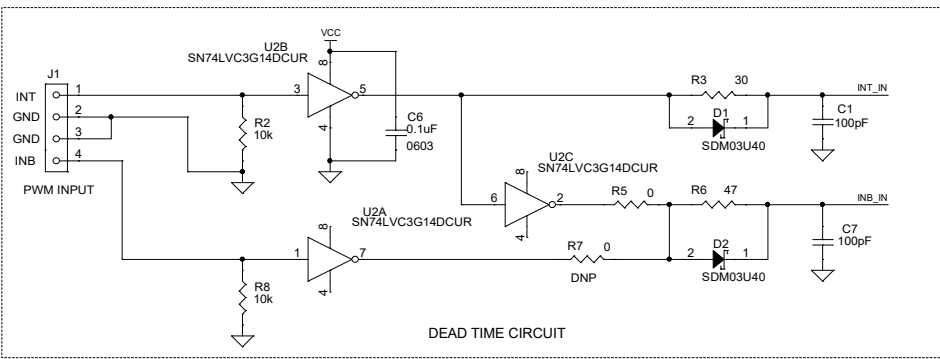 VCC
U2B
SN74LVC3G14DCUR
J1
INT
GND
GND
INB
1
2
3
4
PWM INPUT
R2
10k
3
5
8
4
C6
0.1uF
0603
R3 30
D1
2 1
SDM03U40
INT_IN
C1
100pF
U2C
SN74LVC3G14DCUR
8
6 2
4
R5 0
R6 47
INB_IN
D2
2 1
SDM03U40
C7
100pF
U2A
SN74LVC3G14DCUR
8
1 7
4
R7 0
DNP
R8
10k
DEAD TIME CIRCUIT